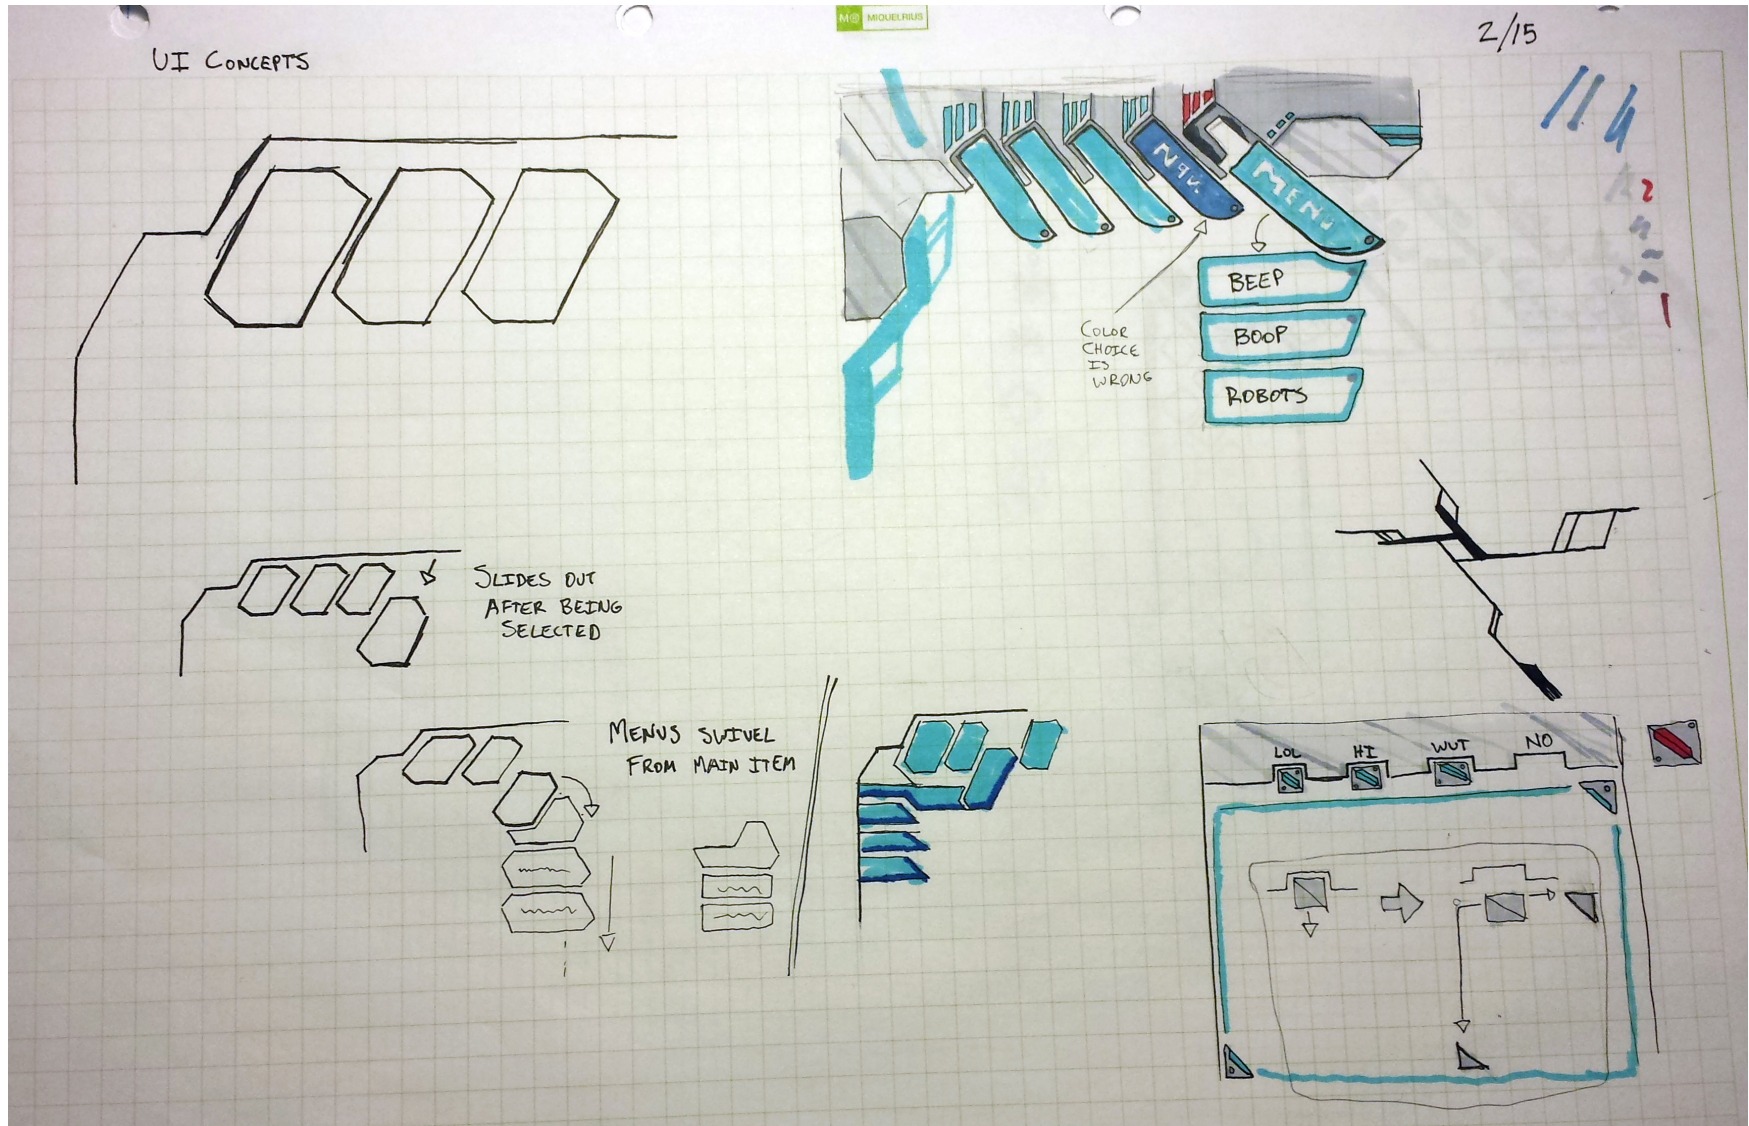 M® MIQUELRIUS
2/15
UI CONCEPTS
MENU
COLOR
CHOICE
IS
WRONG
BEEP
BOOP
ROBOTS
SLIDES OUT
AFTER BEING
SELECTED
MENUS SWIVEL
FROM MAIN ITEM
LOL
HI
WUT
NO